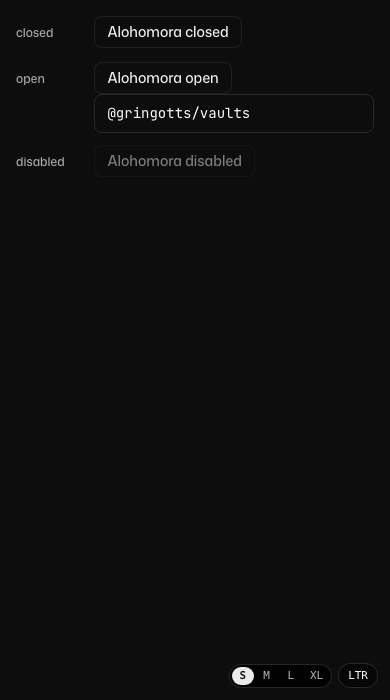 closed
Alohomora closed
open
Alohomora open
@gringotts/vaults
disabled
Alohomora disabled
S M L XL LTR